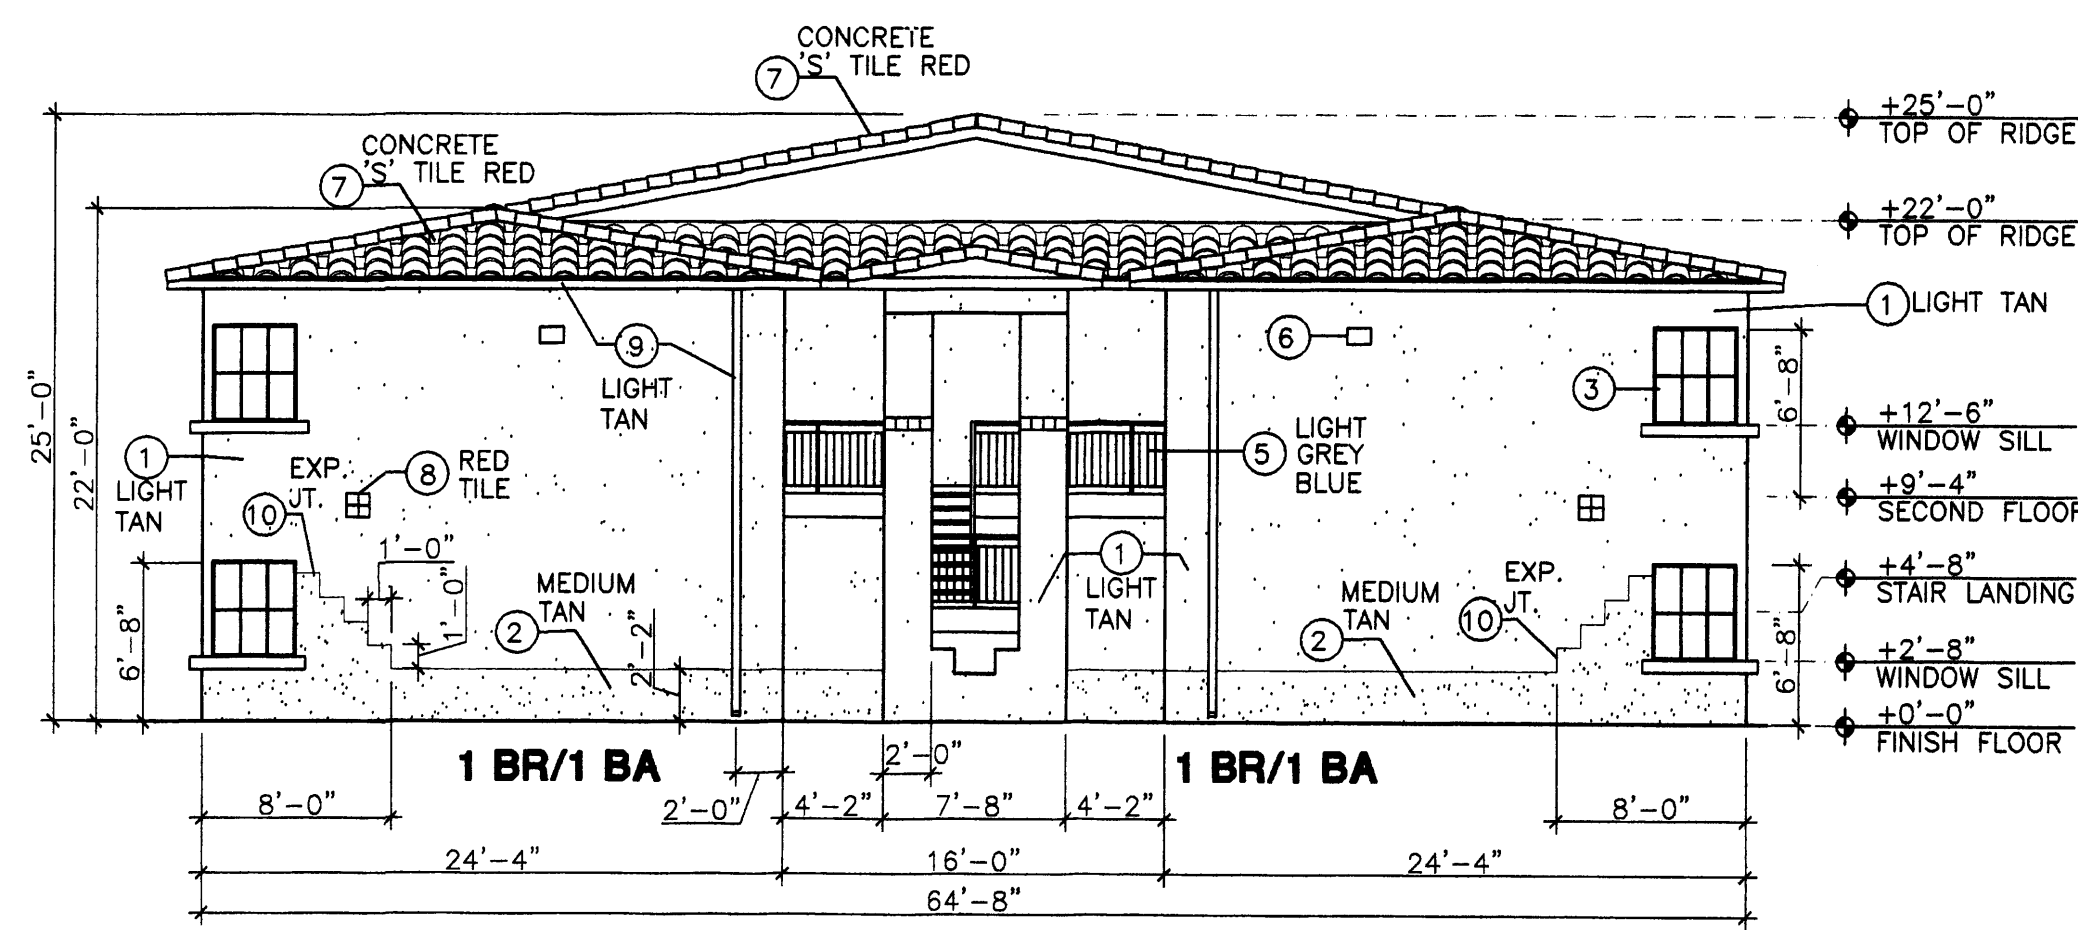 CONCRETE
'S' TILE RED
7
CONCRETE
'S' TILE RED
7
+25'-0"
TOP OF RIDGE
+22'-0"
TOP OF RIDGE
1 LIGHT TAN
25'-0"
22'-0"
9
LIGHT
TAN
6
3
6'-8"
+12'-6"
WINDOW SILL
1
LIGHT
TAN
EXP.
JT.
10
8
RED
TILE
5
LIGHT
GREY
BLUE
+9'-4"
SECOND FLOOR
1'-0"
1'-0"
6'-8"
MEDIUM
TAN
2
2'-2"
1
LIGHT
TAN
MEDIUM
TAN
2
EXP.
JT.
10
6'-8"
+4'-8"
STAIR LANDING
+2'-8"
WINDOW SILL
+0'-0"
FINISH FLOOR
1 BR/1 BA
1 BR/1 BA
2'-0"
2'-0"
8'-0"
4'-2"
7'-8"
4'-2"
8'-0"
24'-4"
16'-0"
24'-4"
64'-8"